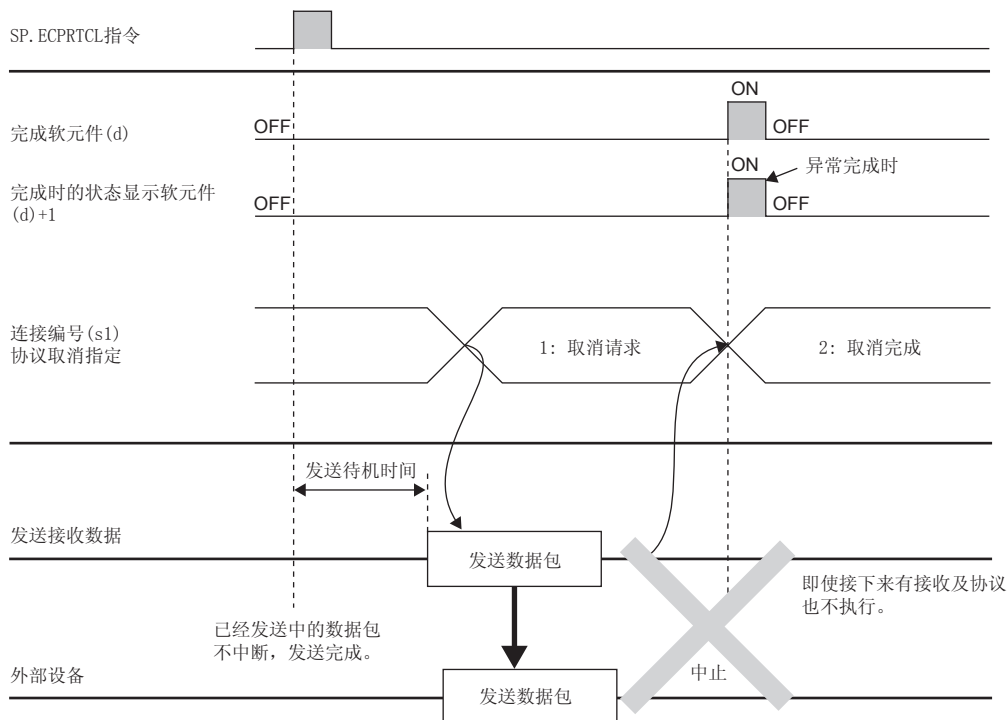 SP.ECPRTCL指令
ON
完成软元件(d)
OFF
OFF
ON
异常完成时
完成时的状态显示软元件
(d)+1
OFF
OFF
连接编号(s1)
协议取消指定
1: 取消请求
2: 取消完成
发送待机时间
发送接收数据
发送数据包
即使接下来有接收及协议
也不执行。
已经发送中的数据包
不中断，发送完成。
外部设备
发送数据包
中止